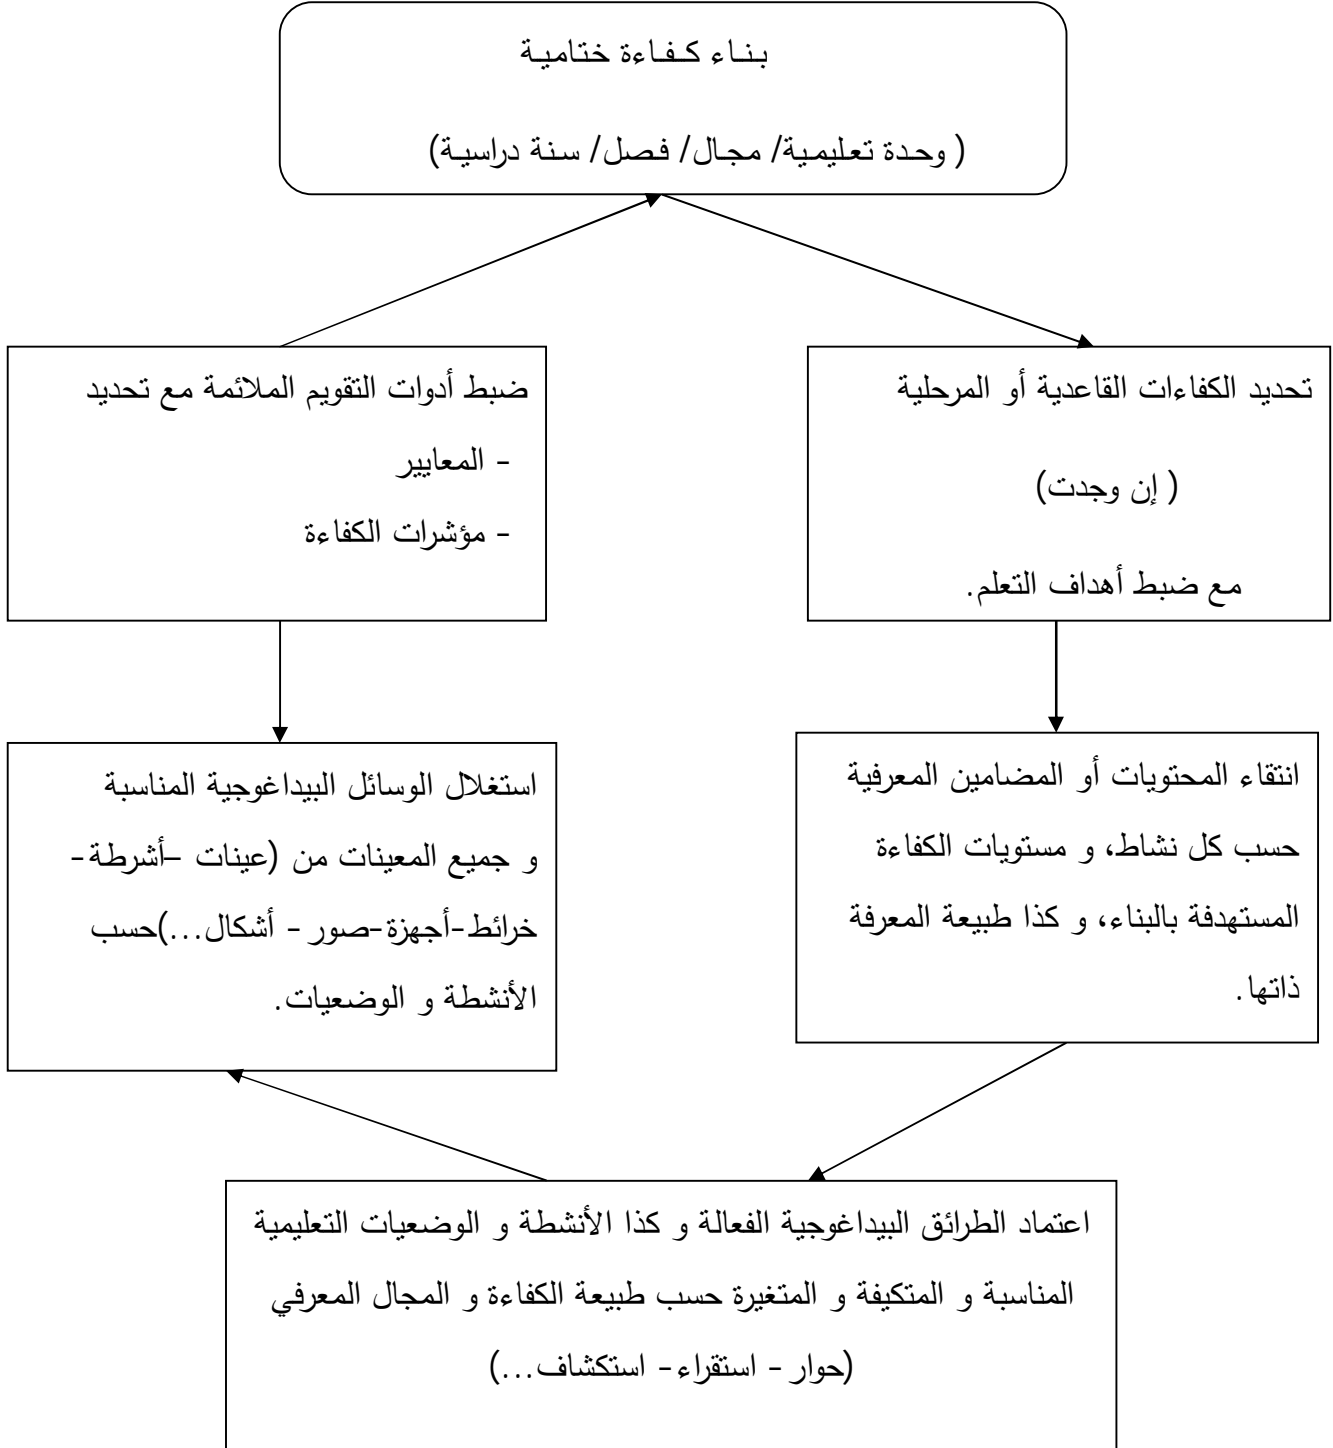 بناء كفاءة ختامية
( وحدة تعليمية/ مجال/ فصل/ سنة دراسية)
تحديد الكفاءات القاعدية أو المرحلية
( إن وجدت)
مع ضبط أهداف التعلم.
ضبط أدوات التقويم الملائمة مع تحديد
- المعايير
- مؤشرات الكفاءة
انتقاء المحتويات أو المضامين المعرفية
حسب كل نشاط، و مستويات الكفاءة
المستهدفة بالبناء، و كذا طبيعة المعرفة
ذاتها.
استغلال الوسائل البيداغوجية المناسبة
و جميع المعينات من (عينات –أشرطة-
خرائط-أجهزة-صور - أشكال...)حسب
الأنشطة و الوضعيات.
اعتماد الطرائق البيداغوجية الفعالة و كذا الأنشطة و الوضعيات التعليمية
المناسبة و المتكيفة و المتغيرة حسب طبيعة الكفاءة و المجال المعرفي
(حوار - استقراء- استكشاف...)